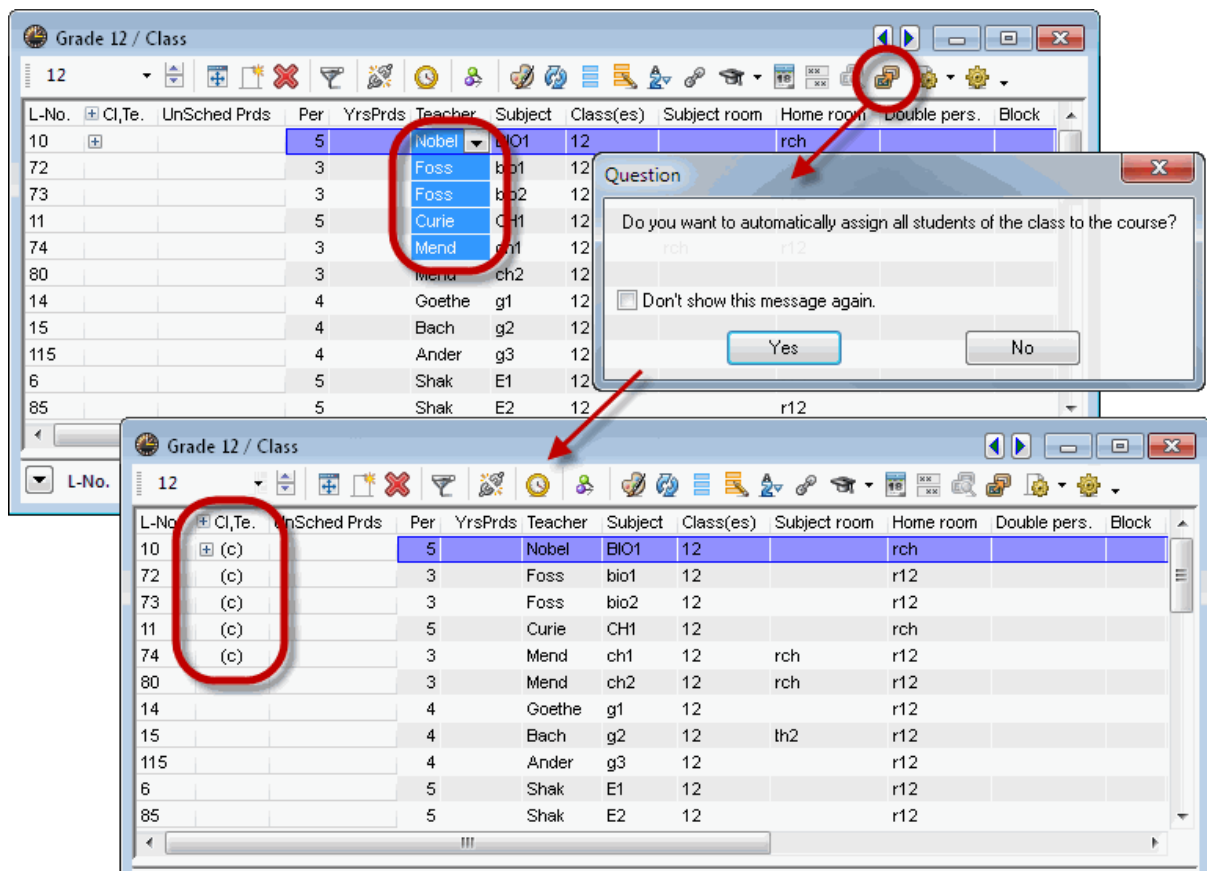 Grade 12 / Class
12
L-No. Cl,Te. UnSched Prds Per YrsPrds Teacher Subject Class(es) Subject room Home room Double pers. Block
10 5 Nobel BIO1 12 rch
72 3 Foss bio1 12
73 3 Foss bio2 12
11 5 Curie CH1 12
74 3 Mend ch1 12 rch r12
80 3 Mend ch2 12
14 4 Goethe g1 12
15 4 Bach g2 12
115 4 Ander g3 12
6 5 Shak E1 12
85 5 Shak E2 12 r12
L-No.
Question
Do you want to automatically assign all students of the class to the course?
Don't show this message again.
Yes No
Grade 12 / Class
12
L-No Cl,Te. UnSched Prds Per YrsPrds Teacher Subject Class(es) Subject room Home room Double pers. Block
10 (c) 5 Nobel BIO1 12 rch
72 (c) 3 Foss bio1 12 r12
73 (c) 3 Foss bio2 12 r12
11 (c) 5 Curie CH1 12 rch
74 (c) 3 Mend ch1 12 rch r12
80 3 Mend ch2 12 rch r12
14 4 Goethe g1 12 r12
15 4 Bach g2 12 th2 r12
115 4 Ander g3 12 r12
6 5 Shak E1 12 r12
85 5 Shak E2 12 r12